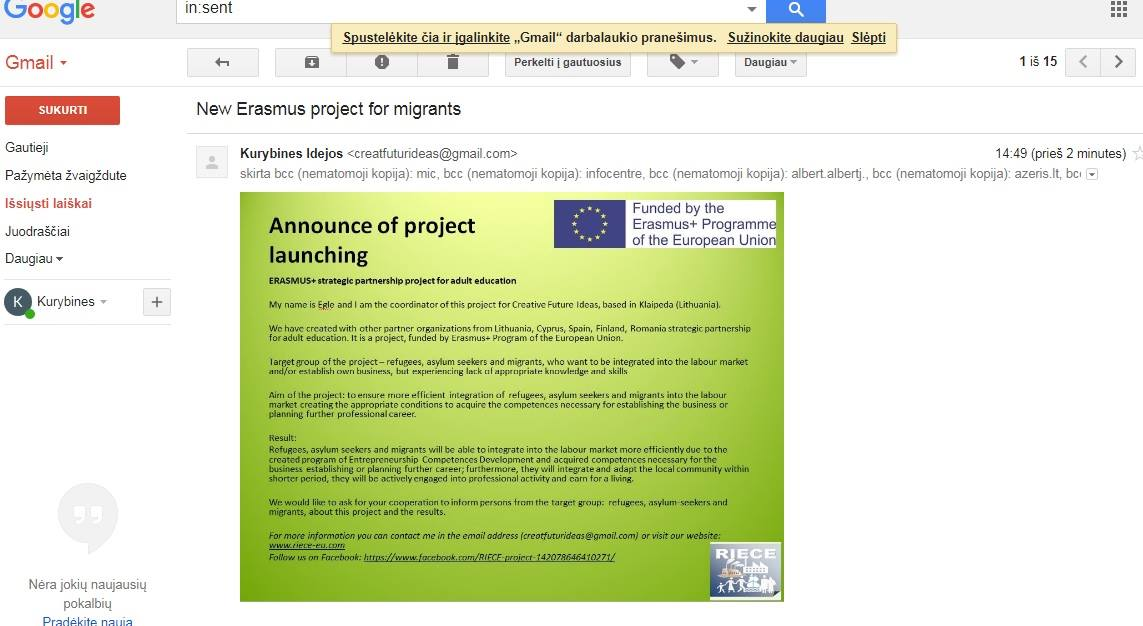 Google
in:sent
Spustelėkite čia ir įgalinkite „Gmail“ darbalaukio pranešimus. Sužinokite daugiau Slėpti
Gmail
Perkelti į gautuosius
Daugiau
1 iš 15
SUKURTI
Gautieji
Pažymėta žvaigždute
Išsiųsti laiškai
Juodraščiai
Daugiau
K Kurybines
+
New Erasmus project for migrants
Kurybines Idejos <creatfuturideas@gmail.com>
14:49 (prieš 2 minutes)
skirta bcc (nematomoji kopija): mic, bcc (nematomoji kopija): infocentre, bcc (nematomoji kopija): albert.albertj., bcc (nematomoji kopija): azeris.lt, bcc
Announce of project
launching
Funded by the
Erasmus+ Programme
of the European Union
ERASMUS+ strategic partnership project for adult education
My name is Egle and I am the coordinator of this project for Creative Future Ideas, based in Klaipeda (Lithuania).
We have created with other partner organizations from Lithuania, Cyprus, Spain, Finland, Romania strategic partnership
for adult education. It is a project, funded by Erasmus+ Program of the European Union.
Target group of the project – refugees, asylum seekers and migrants, who want to be integrated into the labour market
and/or establish own business, but experiencing lack of appropriate knowledge and skills
Aim of the project: to ensure more efficient integration of refugees, asylum seekers and migrants into the labour
market creating the appropriate conditions to acquire the competences necessary for establishing the business or
planning further professional career.
Result:
Refugees, asylum seekers and migrants will be able to integrate into the labour market more efficiently due to the
created program of Entrepreneurship Competences Development and acquired competences necessary for the
business establishing or planning further career; furthermore, they will integrate and adapt the local community within
shorter period, they will be actively engaged into professional activity and earn for a living.
We would like to ask for your cooperation to inform persons from the target group: refugees, asylum-seekers and
migrants, about this project and the results.
For more information you can contact me in the email address (creatfuturideas@gmail.com) or visit our website:
www.riece-eu.com
Follow us on Facebook: https://www.facebook.com/RIECE-project-142078646410271/
RIECE
Nėra jokių naujausių
pokalbių
Pradėkite nauja